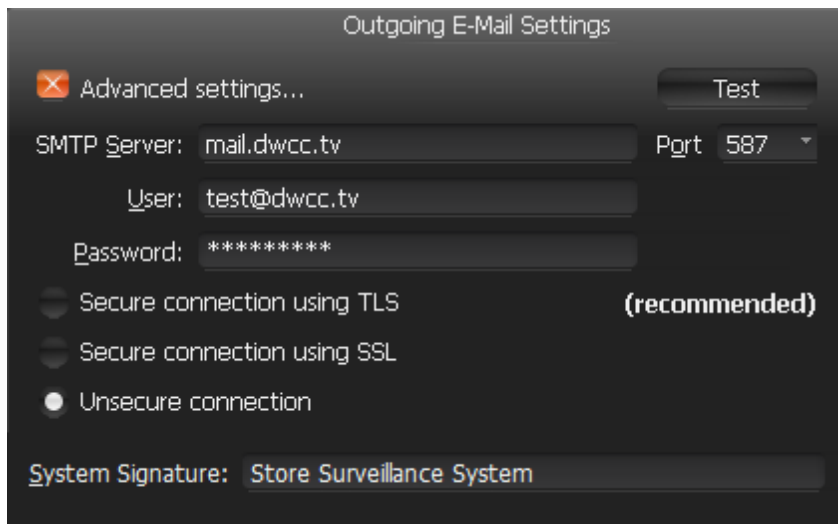 Outgoing E-Mail Settings
Advanced settings...
Test
SMTP Server: mail.dwcc.tv Port 587
User: test@dwcc.tv
Password: *********
Secure connection using TLS (recommended)
Secure connection using SSL
Unsecure connection
System Signature: Store Surveillance System